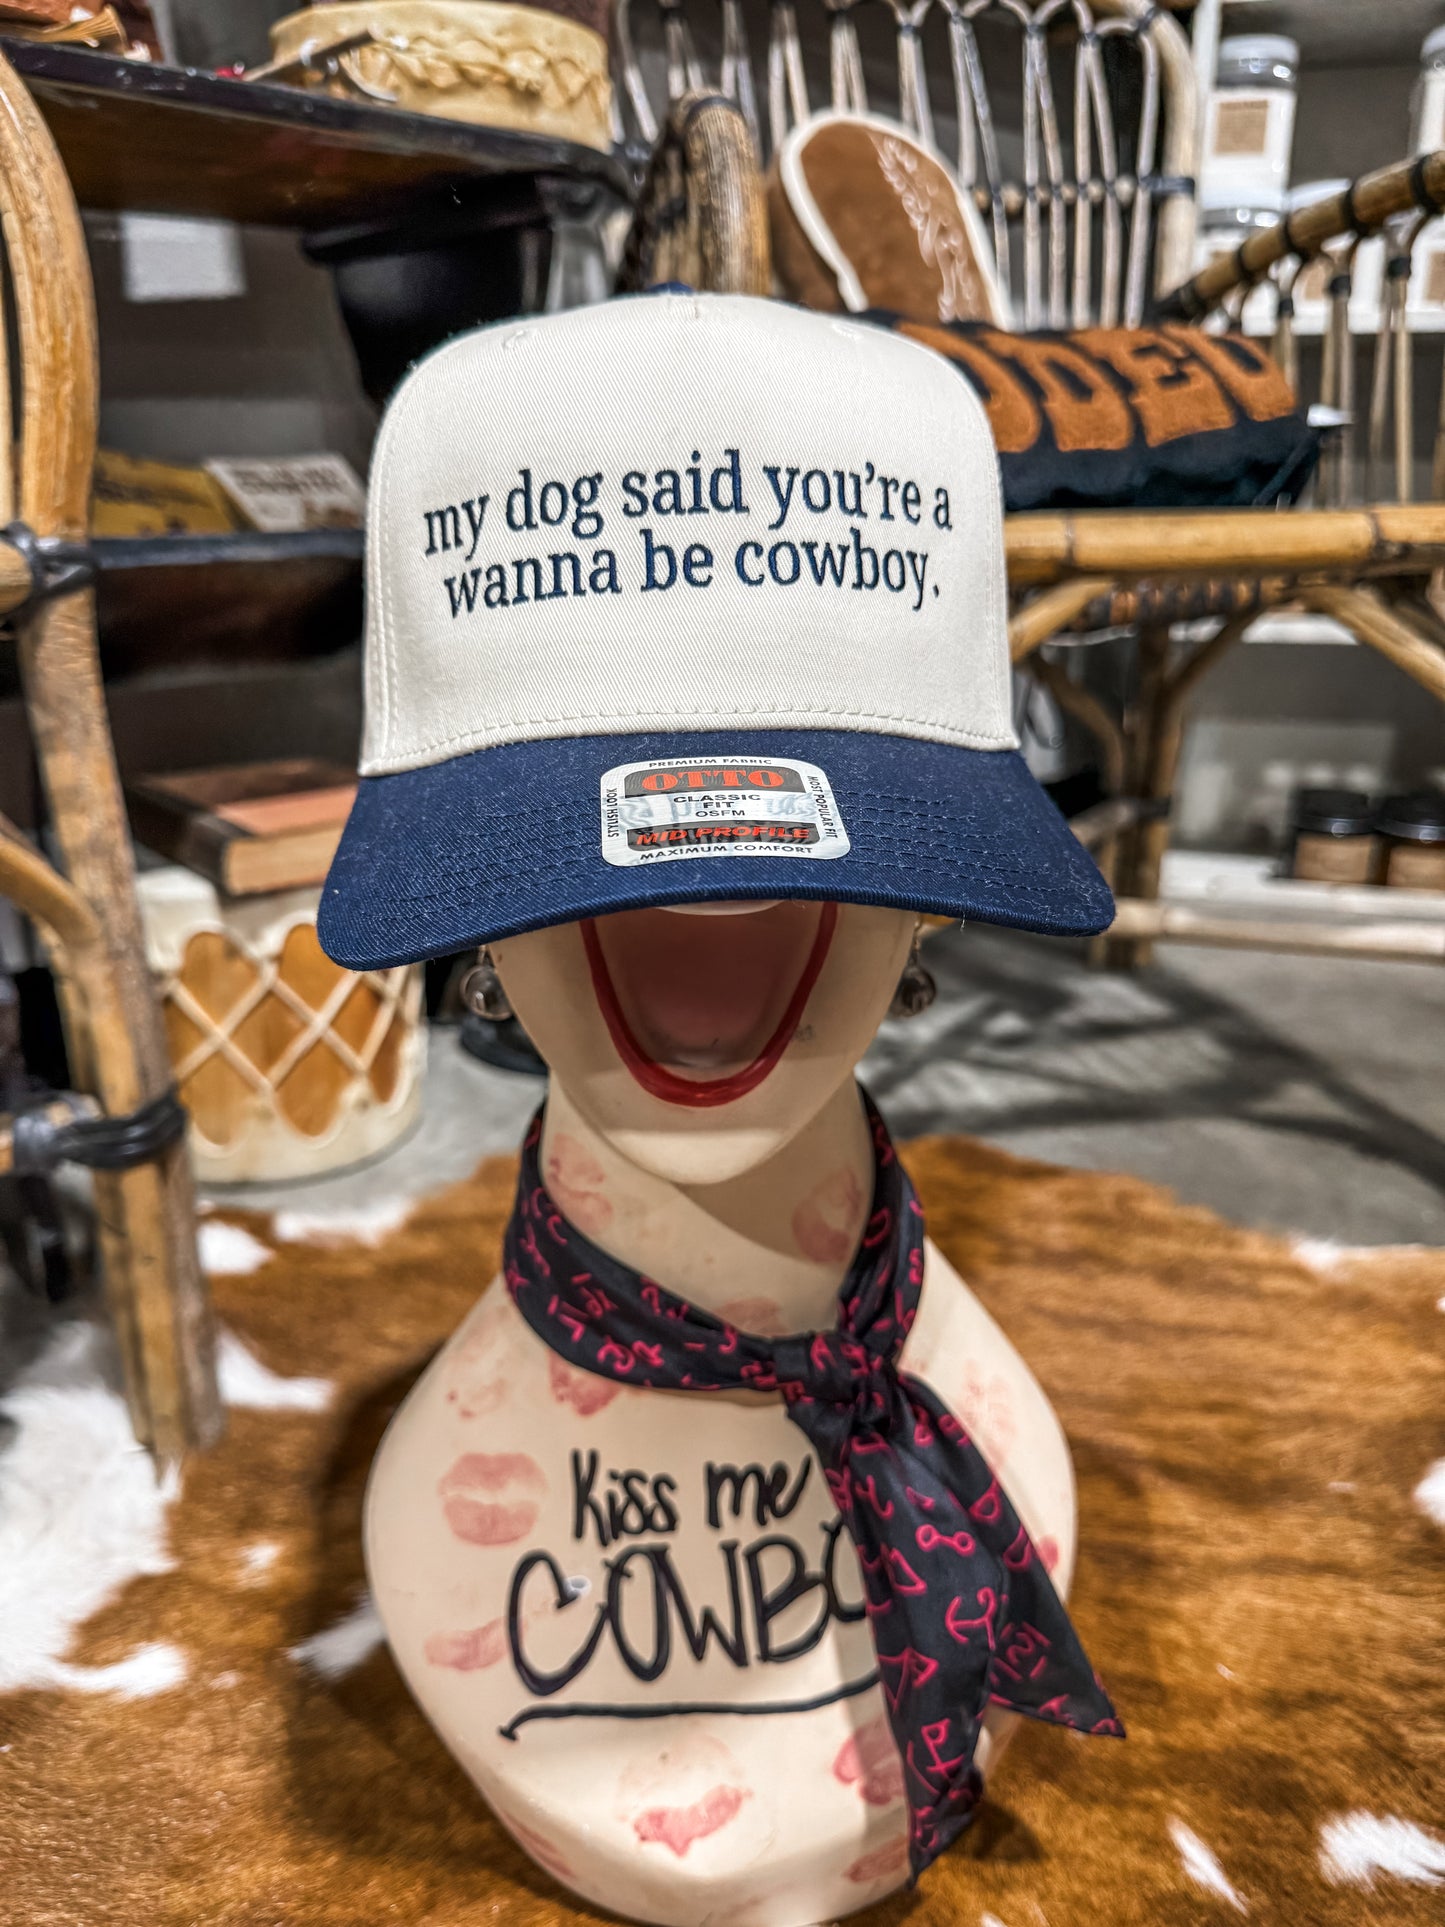 my dog said you're a
wanna be cowboy.
PREMIUM FABRIC
OTTO
CLASSIC
FIT
OSFM
MID PROFILE
MAXIMUM COMFORT
STYLISH LOOK
MOST POPULAR FIT
Kiss me
COWBO